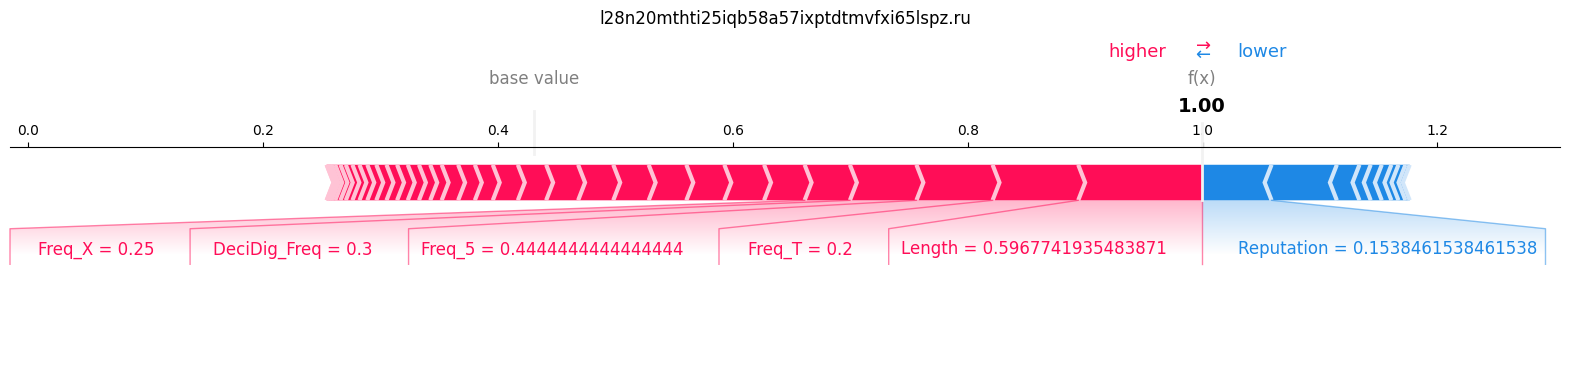 l28n20mthti25iqb58a57ixptdtmvfxi65lspz.ru
higher ⇄ lower
base value f(x)
1.00
0.0 0.2 0.4 0.6 0.8 1.0 1.2
Freq_X = 0.25 DeciDig_Freq = 0.3 Freq_5 = 0.4444444444444444 Freq_T = 0.2 Length = 0.5967741935483871 Reputation = 0.1538461538461538